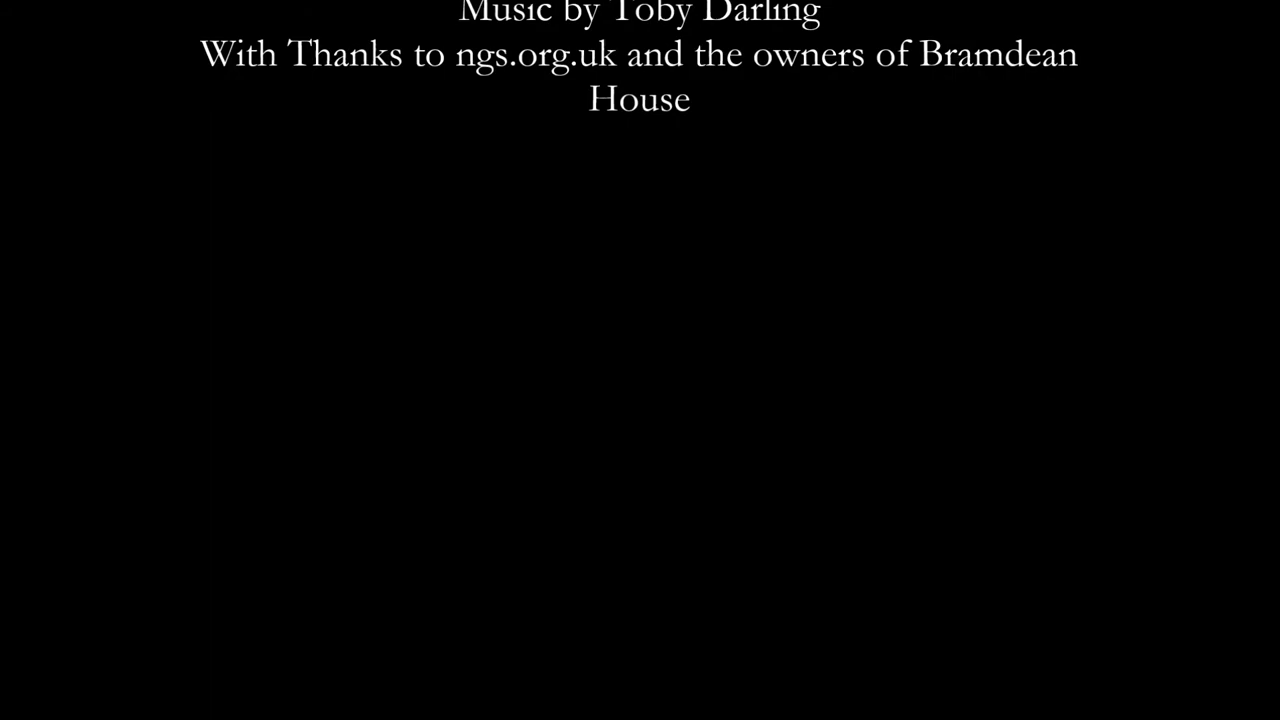 Music by Toby Darling
With Thanks to ngs.org.uk and the owners of Bramdean
House